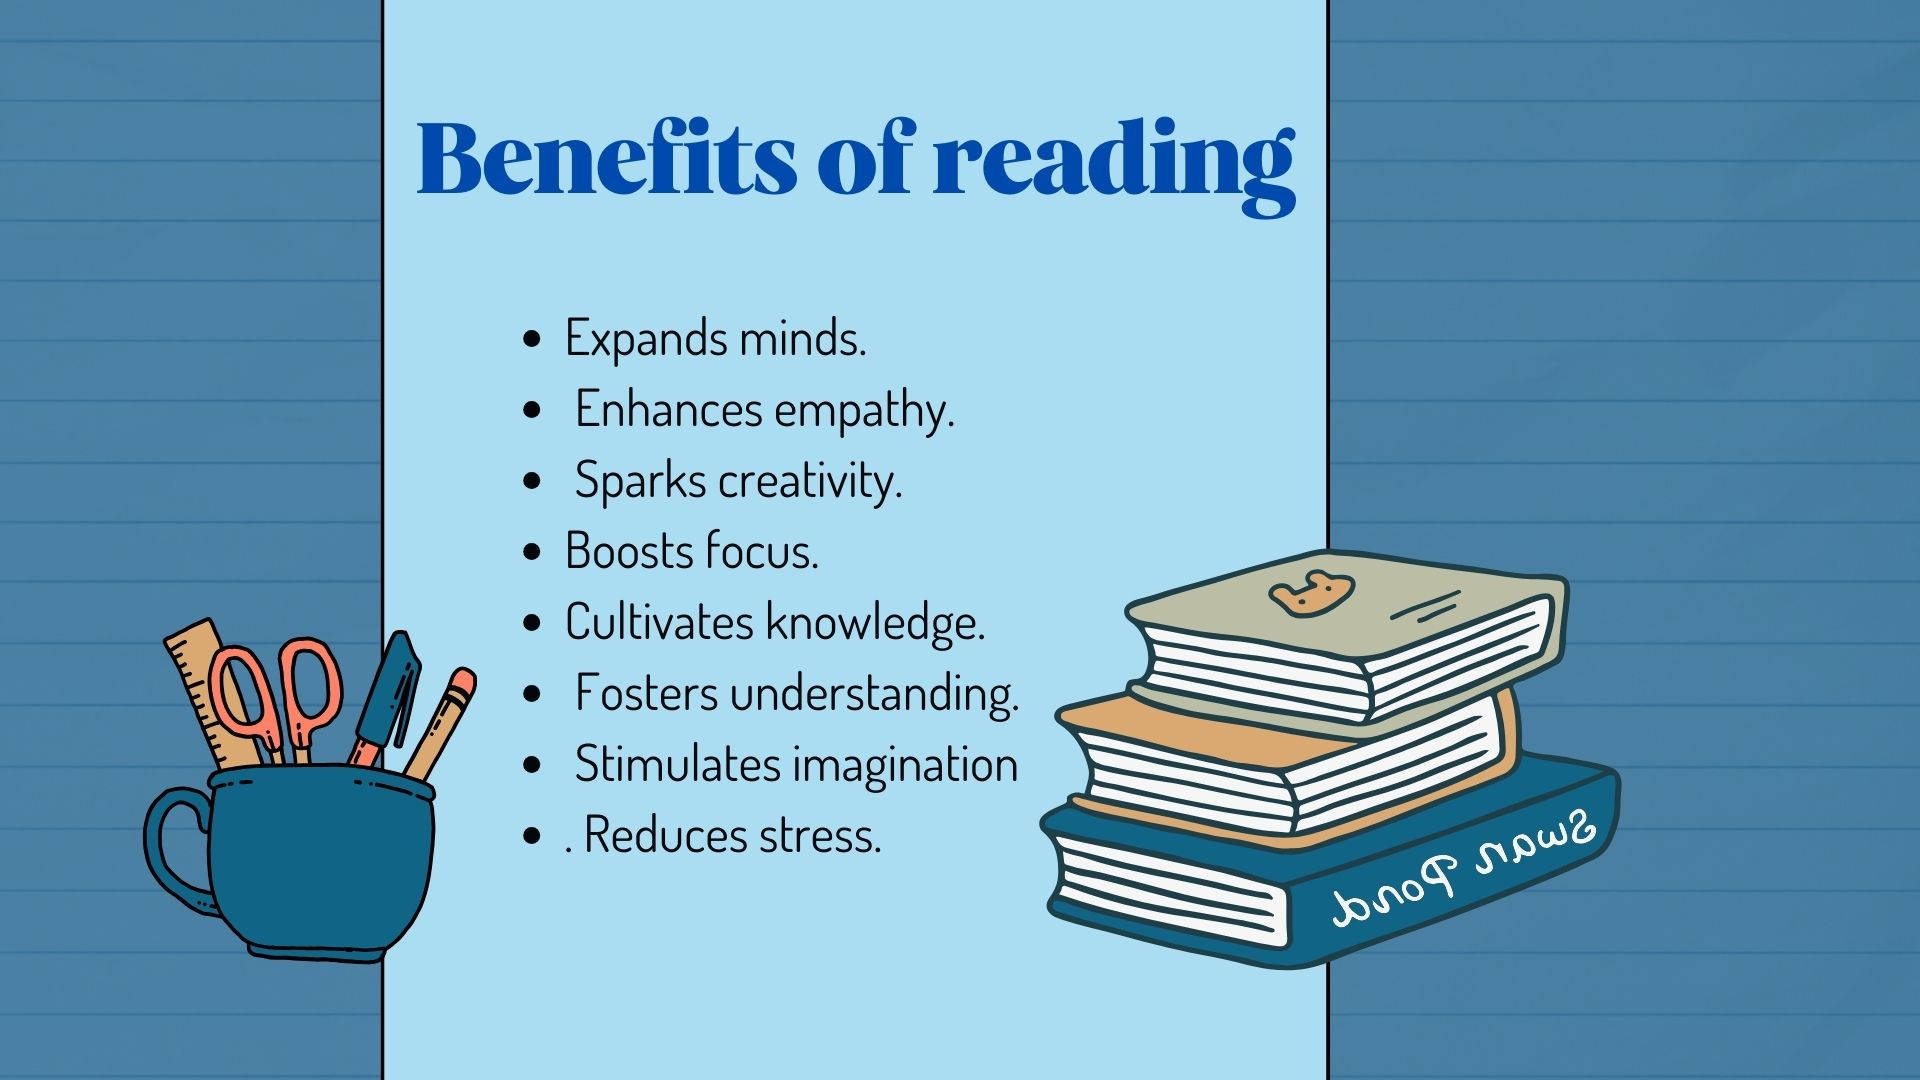 Benefits of reading
• Expands minds.
• Enhances empathy.
• Sparks creativity.
• Boosts focus.
• Cultivates knowledge.
• Fosters understanding.
• Stimulates imagination
• . Reduces stress.
Swan Pond